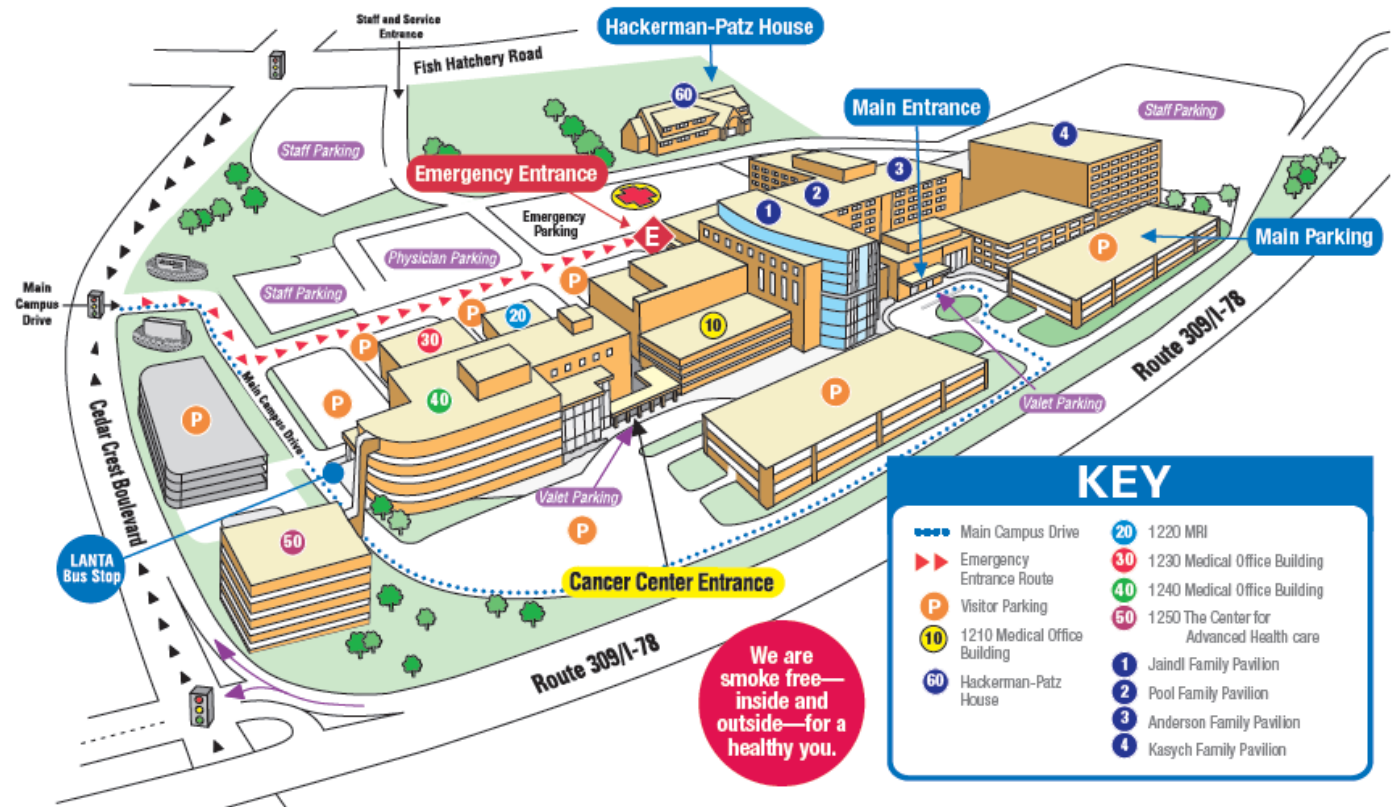 Staff and Service
Entrance
Fish Hatchery Road
Hackerman-Patz House
60
Main Entrance
Staff Parking
4
Staff Parking
Emergency Entrance
3
2
1
Emergency
Parking
E
Main Parking
P
Physician Parking
P
Staff Parking
Main
Campus
Drive
P
20
30
P
10
P
40
P
P
Main Campus Drive
Route 309/I-78
Valet Parking
Cedar Crest Boulevard
Valet Parking
P
50
LANTA
Bus Stop
Cancer Center Entrance
Route 309/I-78
We are
smoke free—
inside and
outside—for a
healthy you.
KEY
Main Campus Drive
Emergency
Entrance Route
P Visitor Parking
10 1210 Medical Office
Building
60 Hackerman-Patz
House
20 1220 MRI
30 1230 Medical Office Building
40 1240 Medical Office Building
50 1250 The Center for
Advanced Health care
1 Jaindl Family Pavilion
2 Pool Family Pavilion
3 Anderson Family Pavilion
4 Kasych Family Pavilion